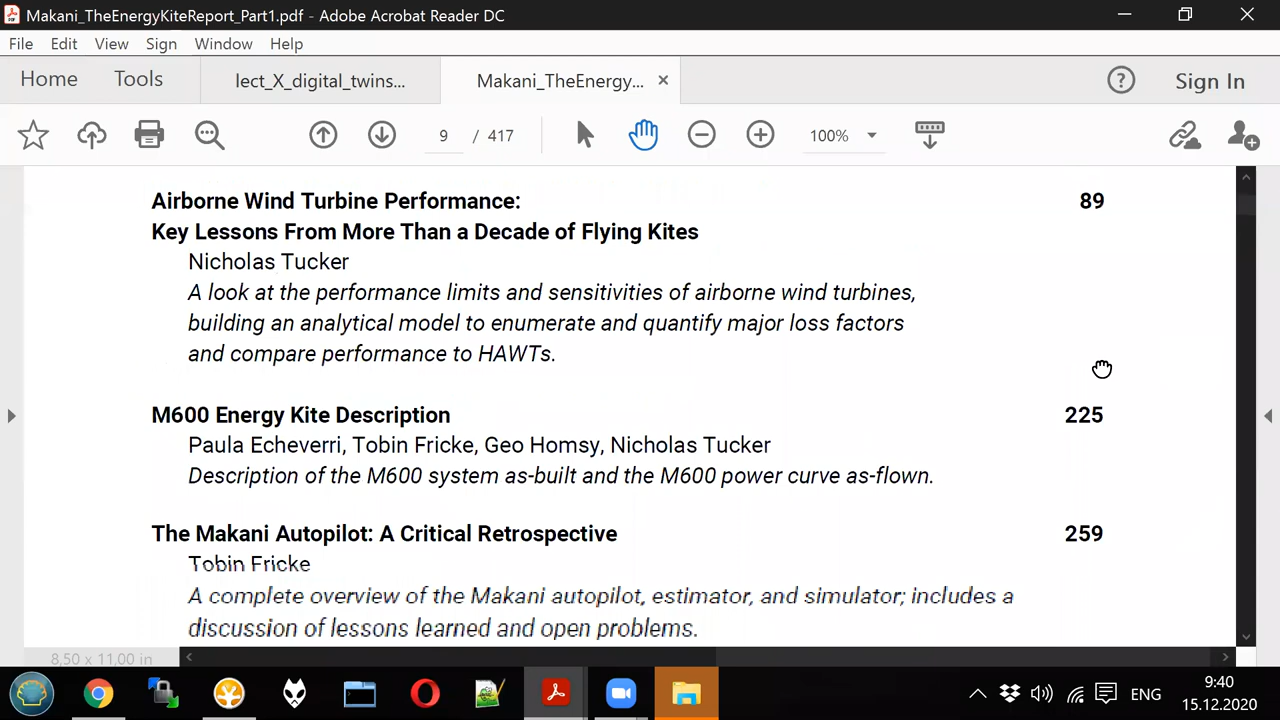 Makani_TheEnergyKiteReport_Part1.pdf - Adobe Acrobat Reader DC
File Edit View Sign Window Help
Home Tools lect_X_digital_twins... Makani_TheEnergy... Sign In
9 / 417 100%
Airborne Wind Turbine Performance: 89
Key Lessons From More Than a Decade of Flying Kites
Nicholas Tucker
A look at the performance limits and sensitivities of airborne wind turbines,
building an analytical model to enumerate and quantify major loss factors
and compare performance to HAWTs.
M600 Energy Kite Description 225
Paula Echeverri, Tobin Fricke, Geo Homsy, Nicholas Tucker
Description of the M600 system as-built and the M600 power curve as-flown.
The Makani Autopilot: A Critical Retrospective 259
Tobin Fricke
A complete overview of the Makani autopilot, estimator, and simulator; includes a
discussion of lessons learned and open problems.
8,50 x 11,00 in
ENG
9:40
15.12.2020